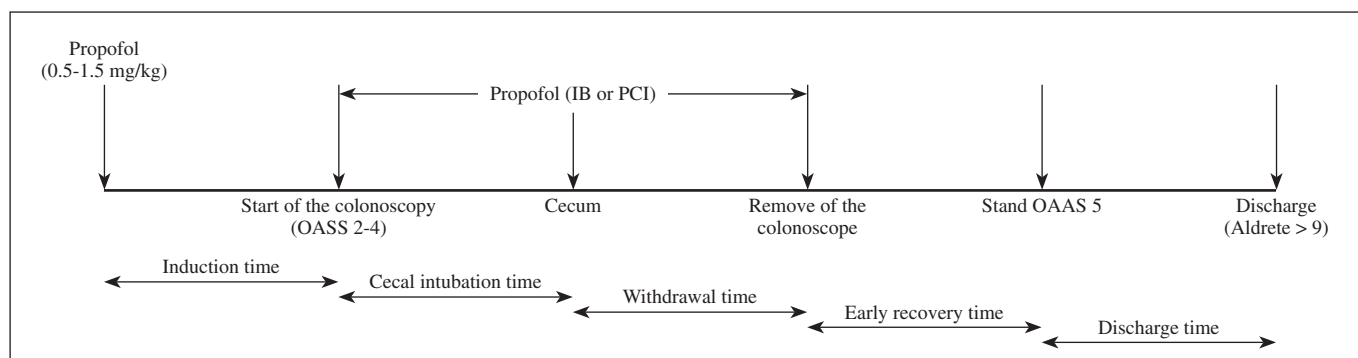 Propofol
(0.5-1.5 mg/kg)
Propofol (IB or PCI)
Start of the colonoscopy
(OASS 2-4)
Cecum
Remove of the
colonoscope
Stand OAAS 5
Discharge
(Aldrete > 9)
Induction time
Cecal intubation time
Withdrawal time
Early recovery time
Discharge time